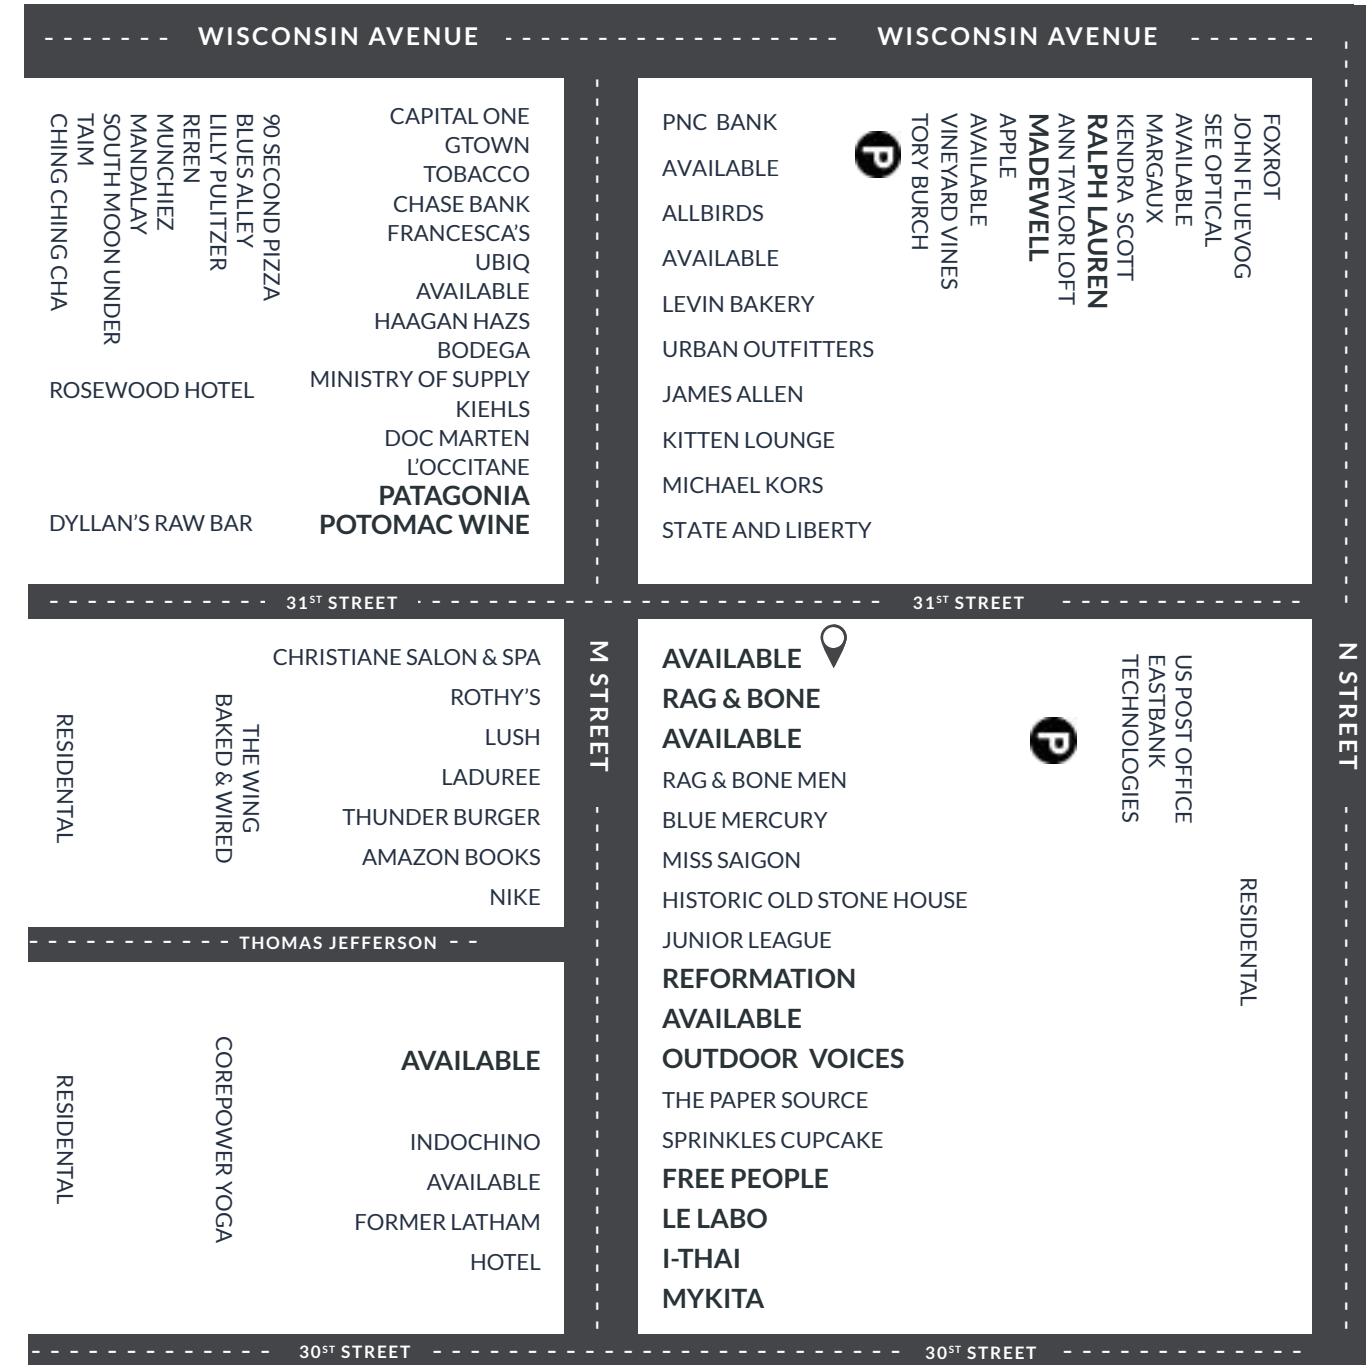 WISCONSIN AVENUE
WISCONSIN AVENUE
90 SECOND PIZZA
BLUES ALLEY
LILLY PULITZER
REREN
MUNCHIEZ
MANDALAY
SOUTH MOON UNDER
TAIM
CHING CHING CHA
ROSEWOOD HOTEL
DYLLAN'S RAW BAR
CAPITAL ONE
GTOWN
TOBACCO
CHASE BANK
FRANCESCA'S
UBIQ
AVAILABLE
HAAGAN HAZS
BODEGA
MINISTRY OF SUPPLY
KIEHLS
DOC MARTEN
L'OCCITANE
PATAGONIA
POTOMAC WINE
PNC BANK
AVAILABLE
ALLBIRDS
AVAILABLE
LEVIN BAKERY
URBAN OUTFITTERS
JAMES ALLEN
KITTEN LOUNGE
MICHAEL KORS
STATE AND LIBERTY
P
FOXROT
JOHN FLUEVOG
SEE OPTICAL
AVAILABLE
MARGAUX
KENDRA SCOTT
RALPH LAUREN
ANN TAYLOR LOFT
MADEWELL
APPLE
AVAILABLE
VINEYARD VINES
TORY BURCH
31ST STREET
31ST STREET
CHRISTIANE SALON & SPA
ROTHY'S
LUSH
LADUREE
THUNDER BURGER
AMAZON BOOKS
NIKE
THE WING
BAKED & WIRED
RESIDENTAL
M STREET
AVAILABLE
RAG & BONE
AVAILABLE
RAG & BONE MEN
BLUE MERCURY
MISS SAIGON
HISTORIC OLD STONE HOUSE
JUNIOR LEAGUE
REFORMATION
AVAILABLE
OUTDOOR VOICES
THE PAPER SOURCE
SPRINKLES CUPCAKE
FREE PEOPLE
LE LABO
I-THAI
MYKITA
P
US POST OFFICE
EASTBANK
TECHNOLOGIES
RESIDENTAL
N STREET
THOMAS JEFFERSON
AVAILABLE
INDOCHINO
AVAILABLE
FORMER LATHAM
HOTEL
COREPOWER YOGA
RESIDENTAL
30ST STREET
30ST STREET